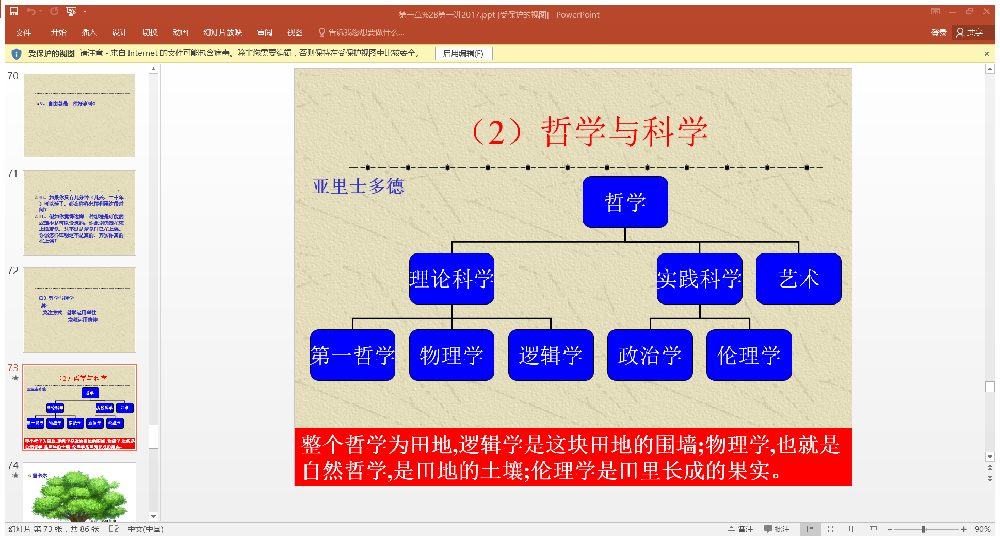 第一章%2B第一讲2017.ppt [受保护的视图] - PowerPoint
文件 开始 插入 设计 切换 动画 幻灯片放映 审阅 视图 告诉我您想要做什么... 登录 共享
受保护的视图 请注意 - 来自 Internet 的文件可能包含病毒。除非您需要编辑，否则保持在受保护视图中比较安全。 启用编辑(E)
70
9、自由总是一件好事吗？
71
10、如果你只有几分钟（几天、二十年
）可以活了。那么你将怎样利用这段时
间？
11、假如你觉得这样一种想法是可能的
或至少是可以设想的：你此刻仍然在床
上睡着觉。只不过是梦见自己在上课。
你该怎样证明这不是真的。其实你真的
在上课？
72
（1）哲学与神学
异：
关注方式 哲学运用理性
宗教运用信仰
73
（2）哲学与科学
亚里士多德
哲学
理论科学 实践科学 艺术
第一哲学 物理学 逻辑学 政治学 伦理学
整个哲学为田地,逻辑学是这块田地的围墙;物理学,也就是
自然哲学,是田地的土壤;伦理学是田里长成的果实。
74
笛卡尔
（2）哲学与科学
亚里士多德
哲学
理论科学 实践科学 艺术
第一哲学 物理学 逻辑学 政治学 伦理学
整个哲学为田地,逻辑学是这块田地的围墙;物理学,也就是
自然哲学,是田地的土壤;伦理学是田里长成的果实。
幻灯片 第 73 张，共 86 张 中文(中国) 备注 批注 90%